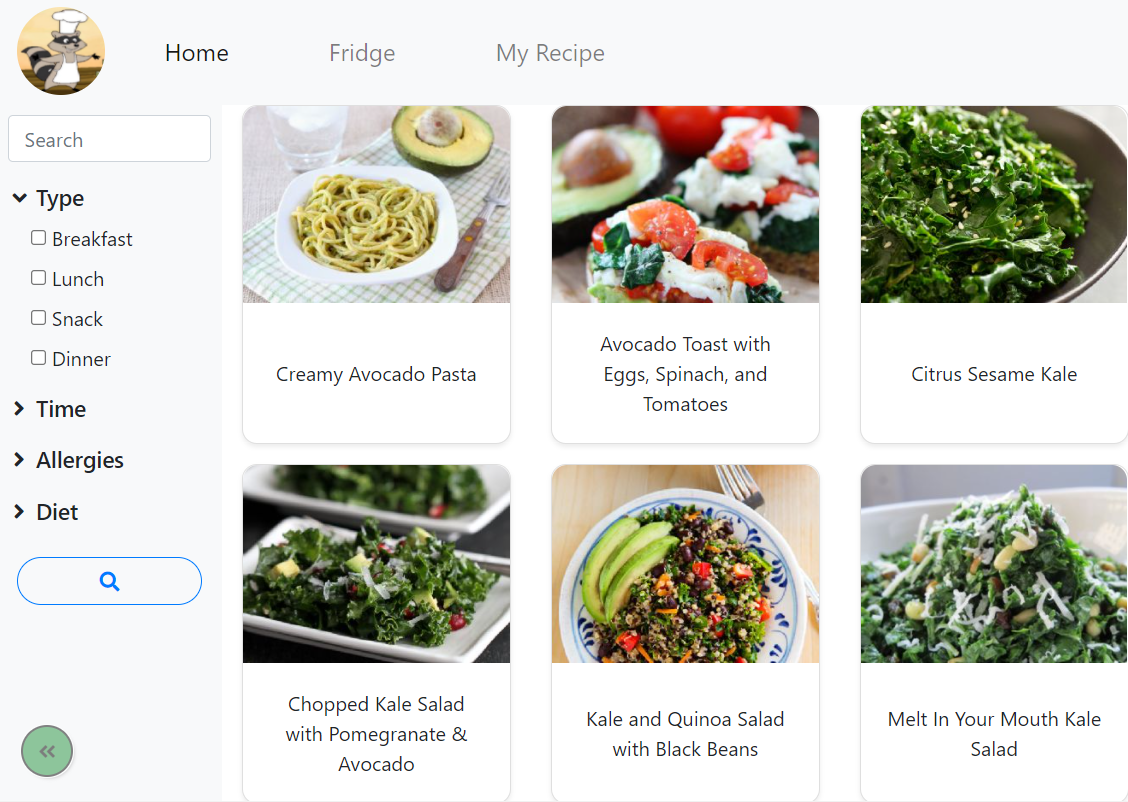 Home
Fridge
My Recipe
Search
Type
Breakfast
Lunch
Snack
Dinner
Time
Allergies
Diet
Creamy Avocado Pasta
Avocado Toast with
Eggs, Spinach, and
Tomatoes
Citrus Sesame Kale
Chopped Kale Salad
with Pomegranate &
Avocado
Kale and Quinoa Salad
with Black Beans
Melt In Your Mouth Kale
Salad